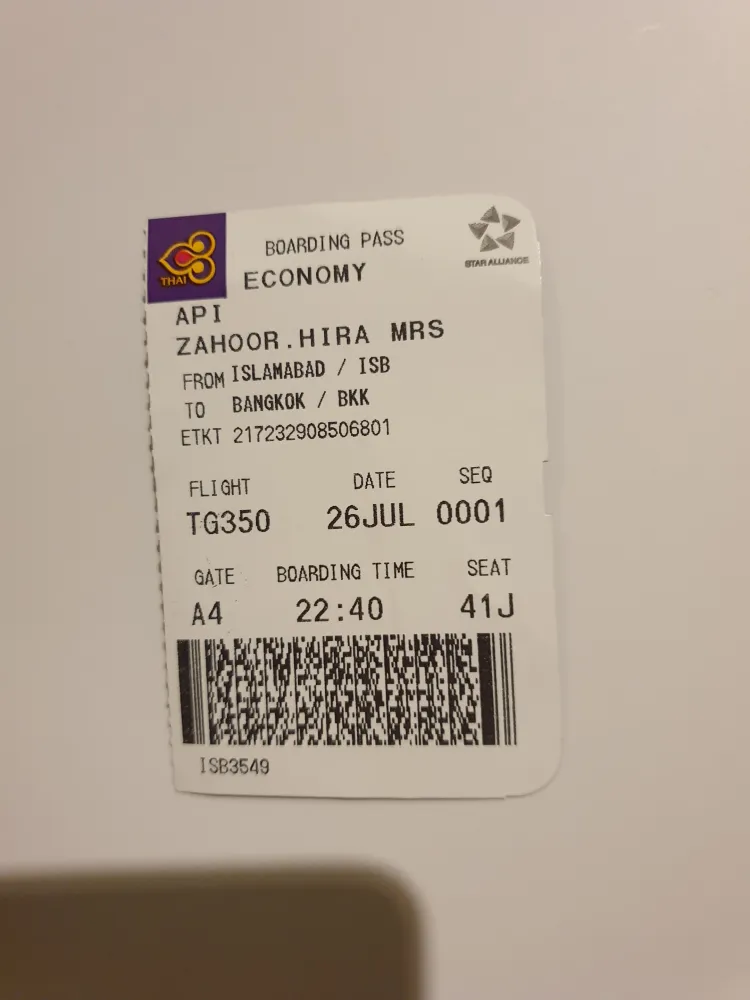 THAI
BOARDING PASS
ECONOMY
STAR ALLIANCE
API
ZAHOOR.HIRA MRS
FROM ISLAMABAD / ISB
TO BANGKOK / BKK
ETKT 217232908506801
FLIGHT DATE SEQ
TG350 26JUL 0001
GATE BOARDING TIME SEAT
A4 22:40 41J
ISB3549